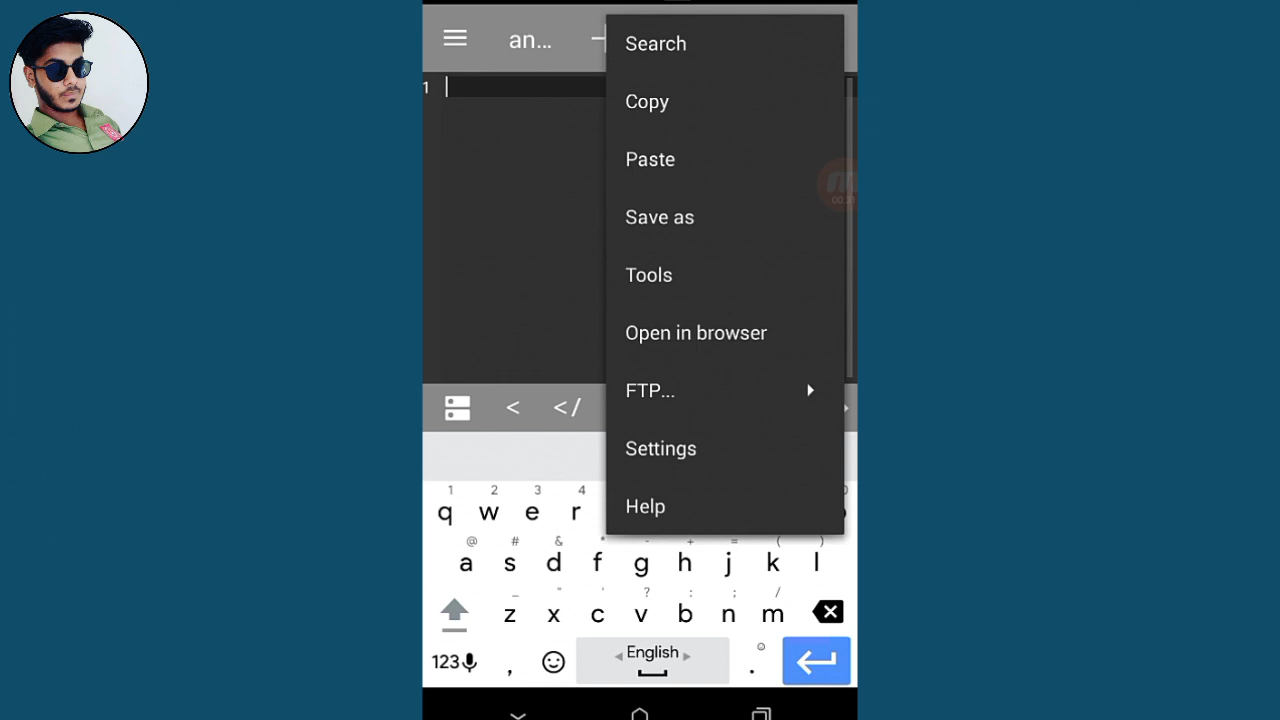 an...
Search
Copy
Paste
Save as
Tools
Open in browser
FTP...
Settings
Help
1
< </
1 2 3 4
q w e r
@ # & * - + = ( )
a s d f g h j k l
_ " ' ? : ; /
z x c v b n m
123 , English .